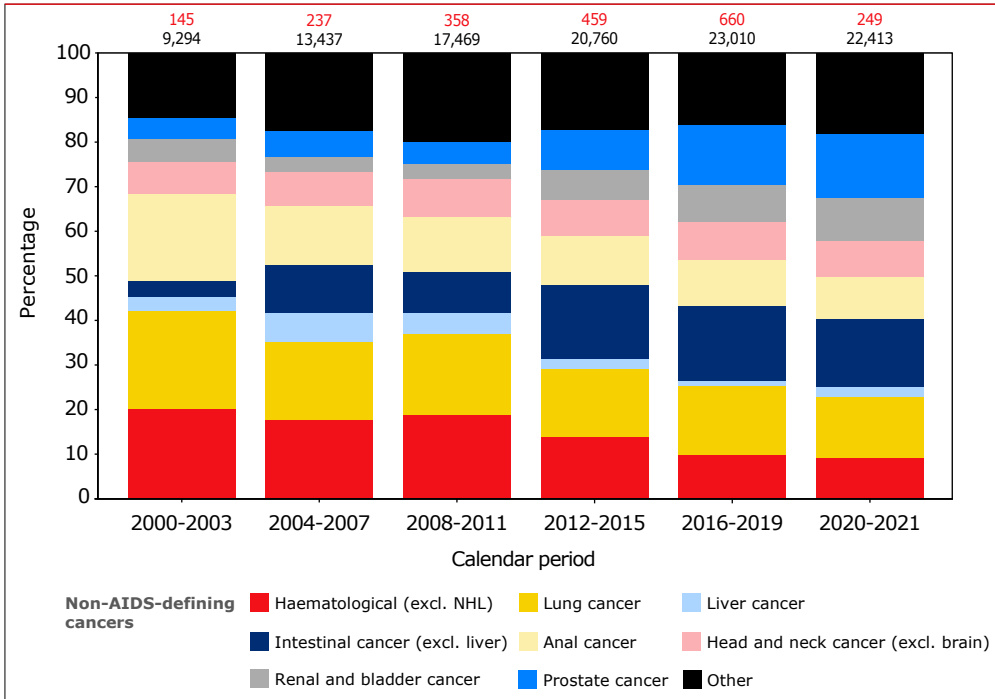 145 237 358 459 660 249
9,294 13,437 17,469 20,760 23,010 22,413
100
90
80
70
60
50
40
30
20
10
0
Percentage
2000-2003 2004-2007 2008-2011 2012-2015 2016-2019 2020-2021
Calendar period
Non-AIDS-defining
cancers
Haematological (excl. NHL) Lung cancer Liver cancer
Intestinal cancer (excl. liver) Anal cancer Head and neck cancer (excl. brain)
Renal and bladder cancer Prostate cancer Other